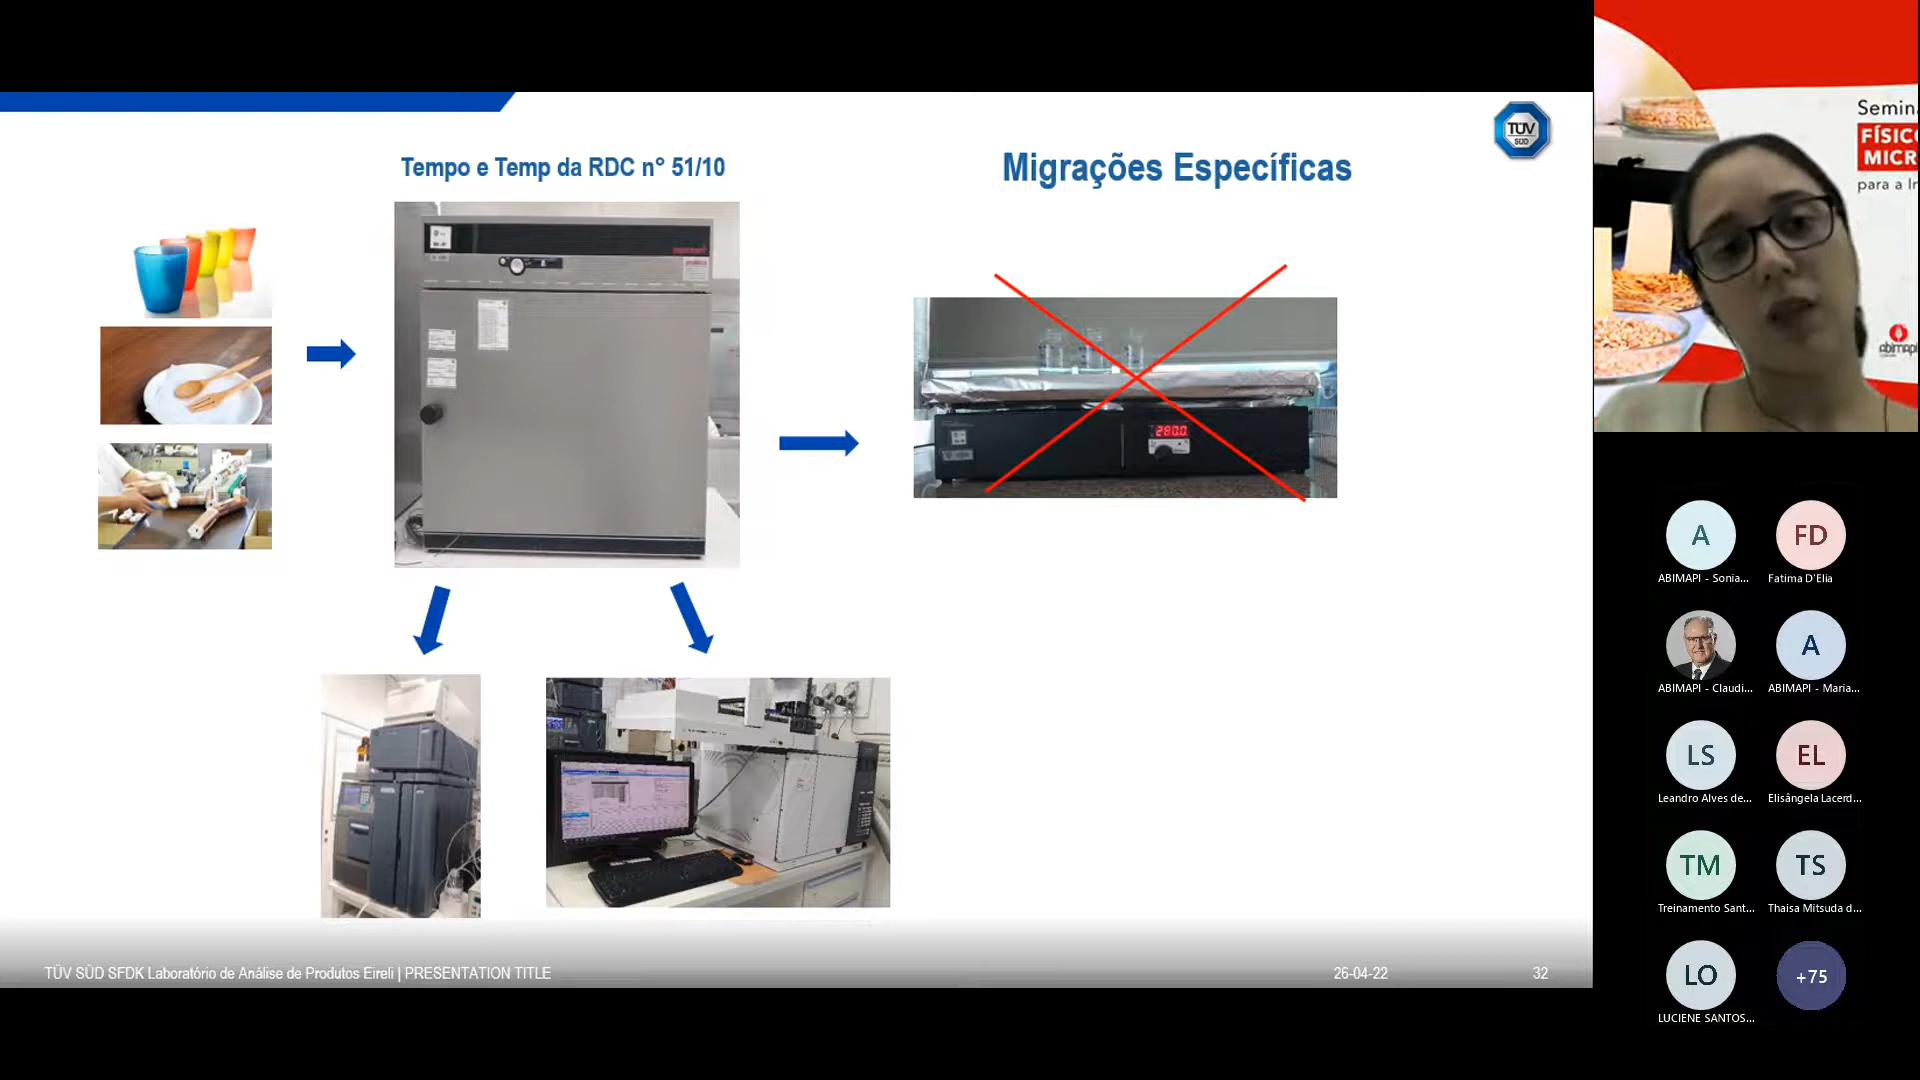 Tempo e Temp da RDC n° 51/10
Migrações Específicas
TÜV
SÜD
280.0
TÜV SÜD SFDK Laboratório de Análise de Produtos Eireli | PRESENTATION TITLE
26-04-22
32
Semin
FÍSIC
MICR
para a In
abimapi
A
FD
ABIMAPI - Sonia...
Fatima D'Elia
A
ABIMAPI - Claudi...
ABIMAPI - Maria...
LS
EL
Leandro Alves de...
Elisângela Lacerd...
TM
TS
Treinamento Sant...
Thaisa Mitsuda d...
LO
+75
LUCIENE SANTOS...